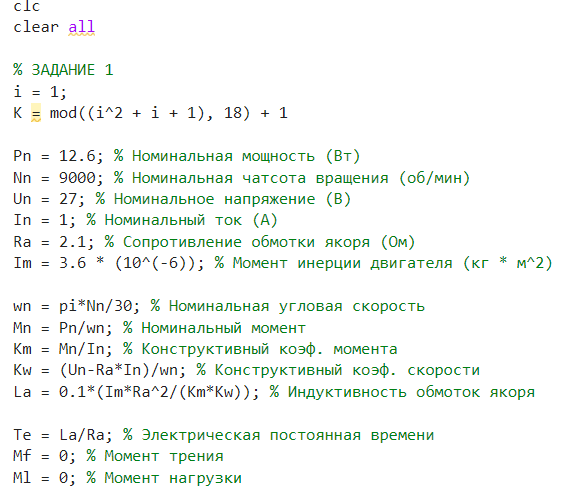 clc
clear all
% ЗАДАНИЕ 1
i = 1;
K = mod((i^2 + i + 1), 18) + 1
Pn = 12.6; % Номинальная мощность (Вт)
Nn = 9000; % Номинальная чатсота вращения (об/мин)
Un = 27; % Номинальное напряжение (В)
In = 1; % Номинальный ток (А)
Ra = 2.1; % Сопротивление обмотки якоря (Ом)
Im = 3.6 * (10^(-6)); % Момент инерции двигателя (кг * м^2)
wn = pi*Nn/30; % Номинальная угловая скорость
Mn = Pn/wn; % Номинальный момент
Km = Mn/In; % Конструктивный коэф. момента
Kw = (Un-Ra*In)/wn; % Конструктивный коэф. скорости
La = 0.1*(Im*Ra^2/(Km*Kw)); % Индуктивность обмоток якоря
Te = La/Ra; % Электрическая постоянная времени
Mf = 0; % Момент трения
Ml = 0; % Момент нагрузки